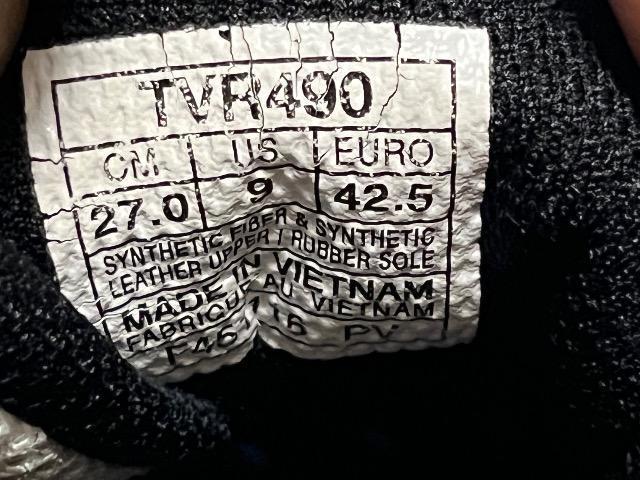 TVR490
CM US EURO
27.0 9 42.5
SYNTHETIC FIBER & SYNTHETIC
LEATHER UPPER / RUBBER SOLE
MADE IN VIETNAM
FABRIQUE AU VIETNAM
PV